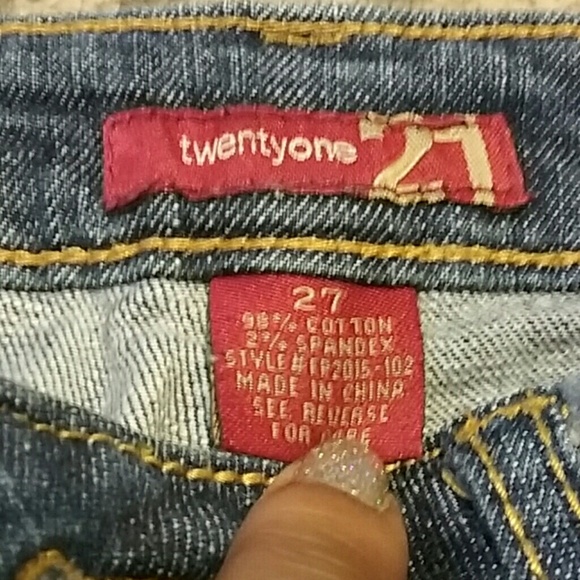 twentyone 21
27
98% COTTON
2% SPANDEX
STYLE# FP2015-102
MADE IN CHINA
SEE REVERSE
FOR CARE